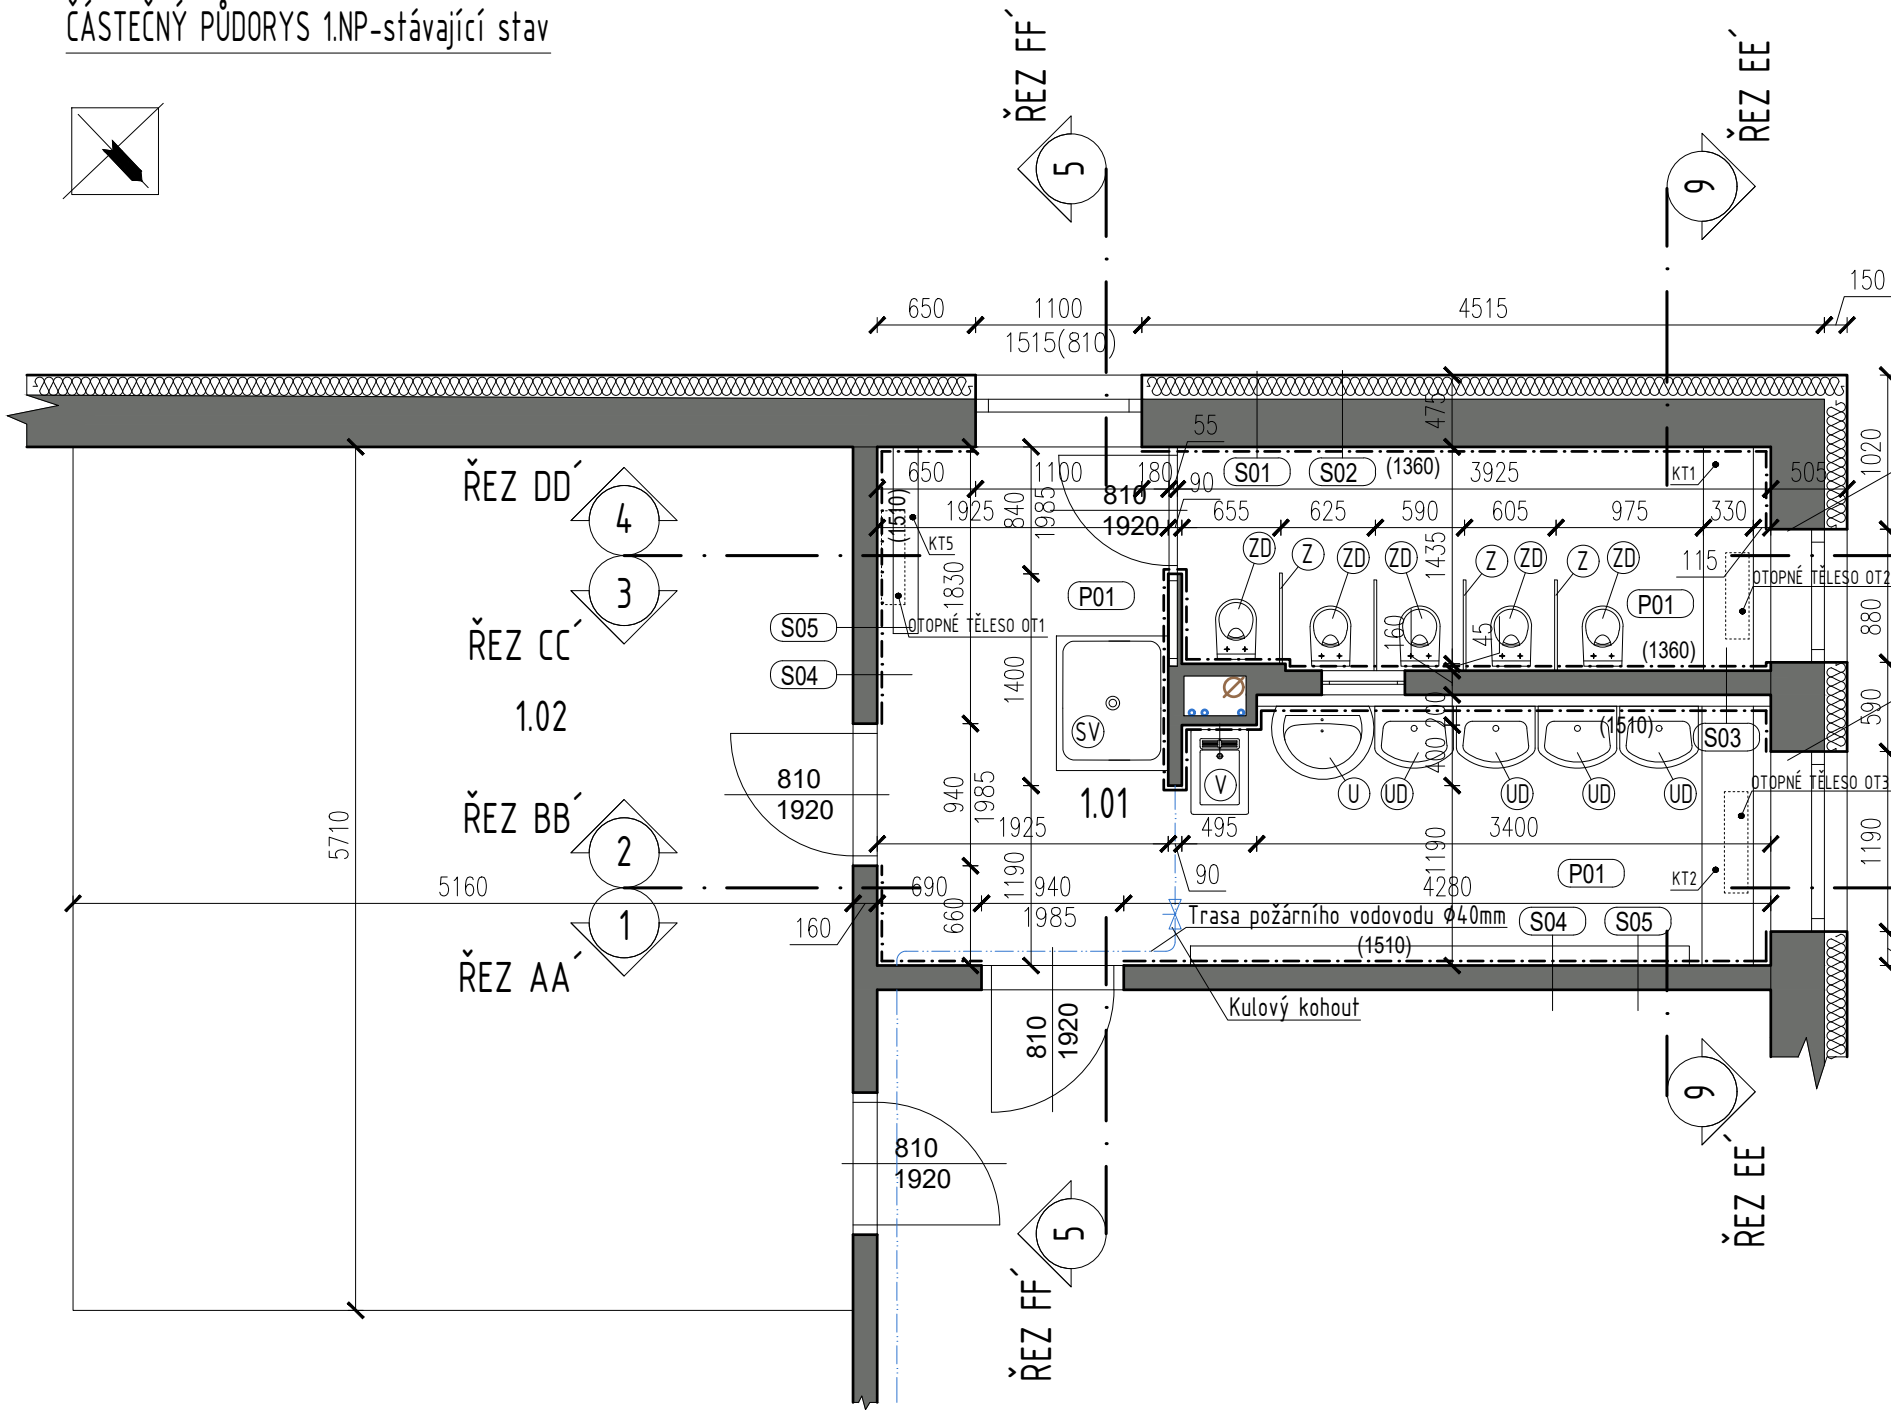 ČÁSTEČNÝ PŮDORYS 1.NP-stávající stav
ŘEZ FF´
ŘEZ EE´
5
9
650
1100
1515(810)
4515
150
475
55
ŘEZ DD´
4
3
ŘEZ CC´
650
1100
180
90
S01
S02
(1360)
3925
KT1
505
1020
(1510)
1925
840
1985
810
1920
655
625
590
605
975
330
KT5
1830
ZD
Z
ZD
ZD
1435
Z
ZD
Z
ZD
115
OTOPNÉ TĚLESO OT2
P01
P01
880
S05
OTOPNÉ TĚLESO OT1
160
45
(1360)
S04
1400
1.02
SV
200
(1510)
S03
590
400
810
1920
940
1985
1.01
V
U
UD
UD
UD
UD
OTOPNÉ TĚLESO OT3
ŘEZ BB´
2
1
ŘEZ AA´
5710
1925
495
3400
1190
1190
5160
690
1190
940
1985
90
P01
KT2
4280
160
660
Trasa požárního vodovodu Ø40mm
S04
S05
(1510)
Kulový kohout
810
1920
810
1920
5
9
ŘEZ FF´
ŘEZ EE´